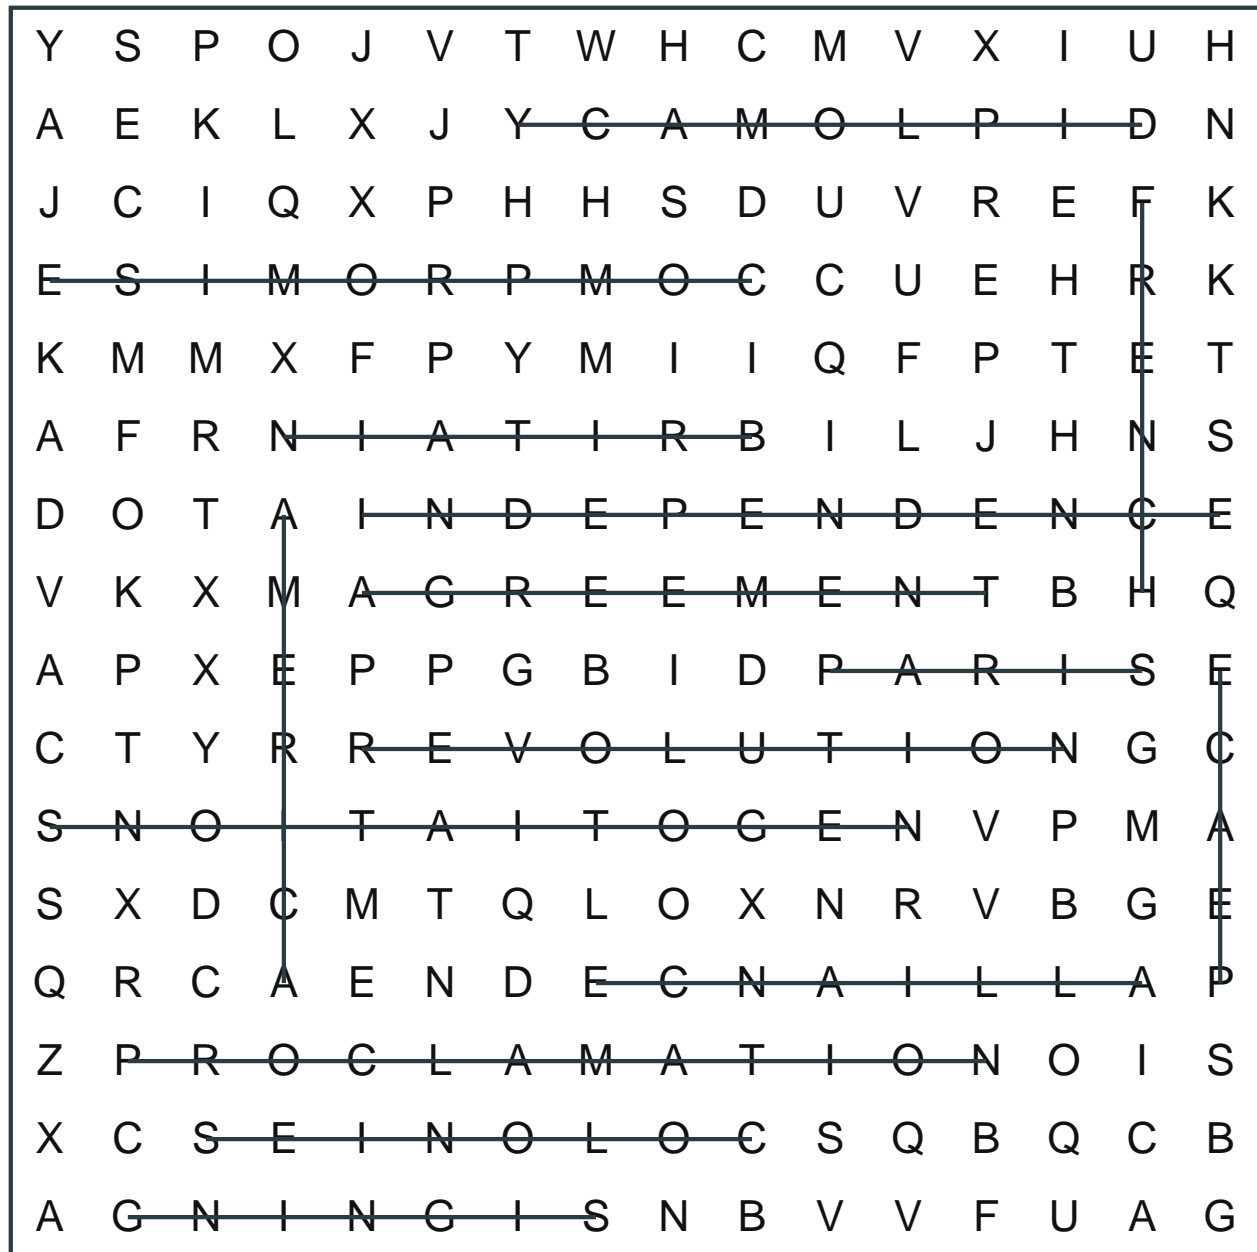 Y S P O J V T W H C M V X I U H
A E K L X J Y C A M O L P I D N
J C I Q X P H H S D U V R E F K
E S I M O R P M O C C U E H R K
K M M X F P Y M I I Q F P T E T
A F R N I A T I R B I L J H N S
D O T A I N D E P E N D E N C E
V K X M A G R E E M E N T B H Q
A P X E P P G B I D P A R I S E
C T Y R R E V O L U T I O N G C
S N O I T A I T O G E N V P M A
S X D C M T Q L O X N R V B G E
Q R C A E N D E C N A I L L A P
Z P R O C L A M A T I O N O I S
X C S E I N O L O C S Q B Q C B
A G N I N G I S N B V V F U A G